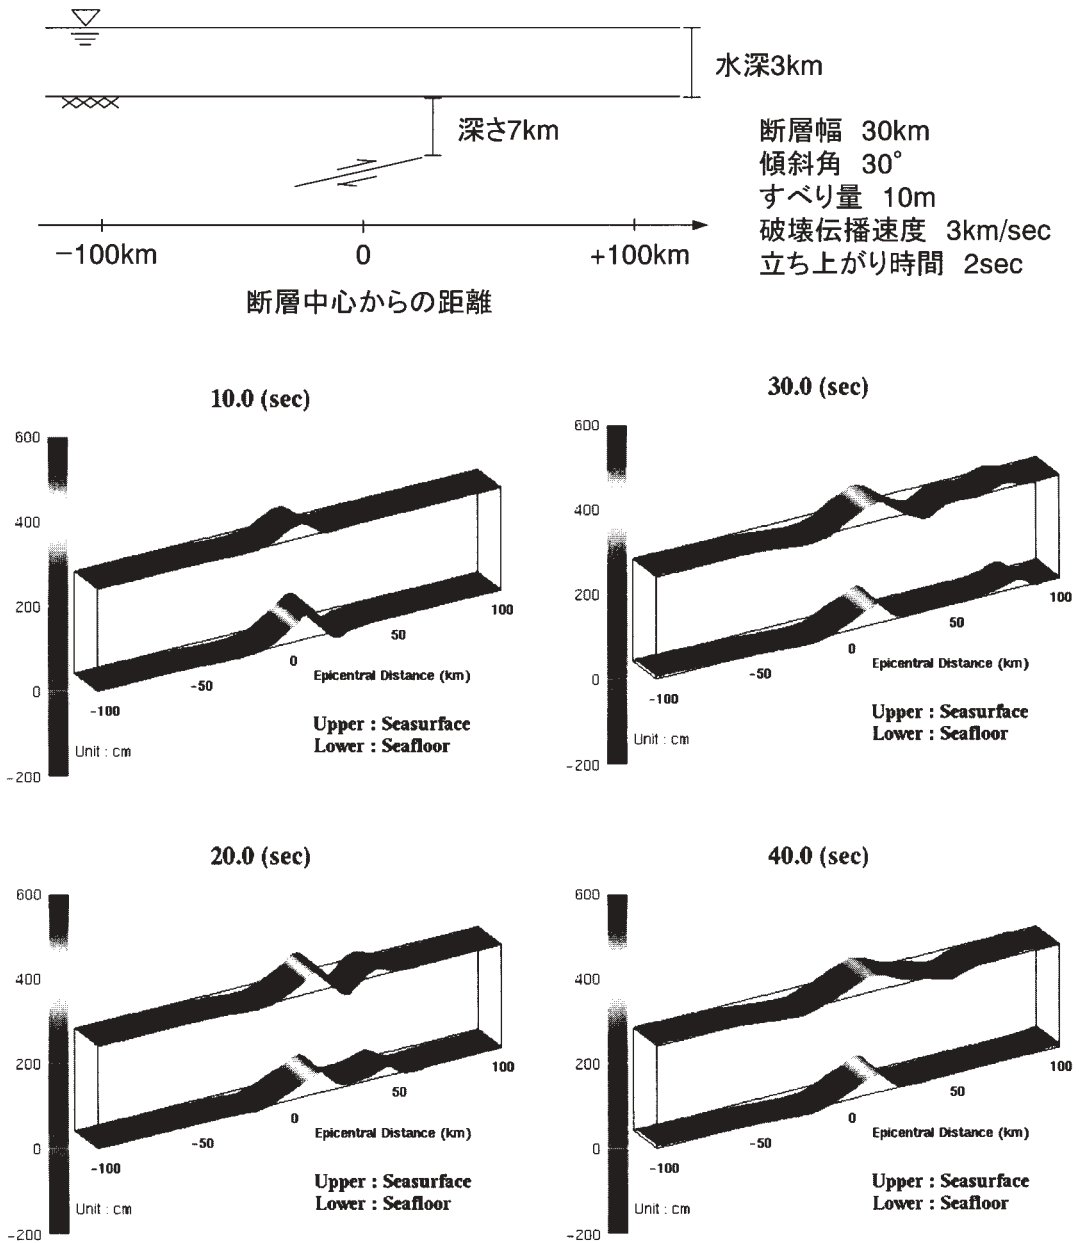 水深3km
深さ7km
断層幅 30km
傾斜角 30°
すべり量 10m
破壊伝播速度 3km/sec
立ち上がり時間 2sec
−100km
0
+100km
断層中心からの距離
10.0 (sec)
600
400
200
0
-200
100
50
0
-50
-100
Epicentral Distance (km)
Upper : Seasurface
Lower : Seafloor
Unit : cm
30.0 (sec)
600
400
200
0
-200
100
50
0
-50
-100
Epicentral Distance (km)
Upper : Seasurface
Lower : Seafloor
Unit : cm
20.0 (sec)
600
400
200
0
-200
100
50
0
-50
-100
Epicentral Distance (km)
Upper : Seasurface
Lower : Seafloor
Unit : cm
40.0 (sec)
600
400
200
0
-200
100
50
0
-50
-100
Epicentral Distance (km)
Upper : Seasurface
Lower : Seafloor
Unit : cm